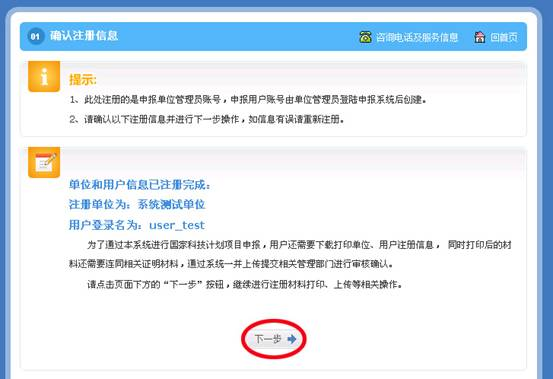 01 确认注册信息 咨询电话及服务信息 回首页
提示:
1、此处注册的是申报单位管理员账号，申报用户账号由单位管理员登陆申报系统后创建。
2、请确认以下注册信息并进行下一步操作，如信息有误请重新注册。
单位和用户信息已注册完成:
注册单位为: 系统测试单位
用户登录名为: user_test
为了通过本系统进行国家科技计划项目申报，用户还需要下载打印单位、用户注册信息， 同时打印后的材
料还需要连同相关证明材料，通过系统一并上传提交相关管理部门进行审核确认。
请点击页面下方的“下一步”按钮，继续进行注册材料打印、上传等相关操作。
下一步